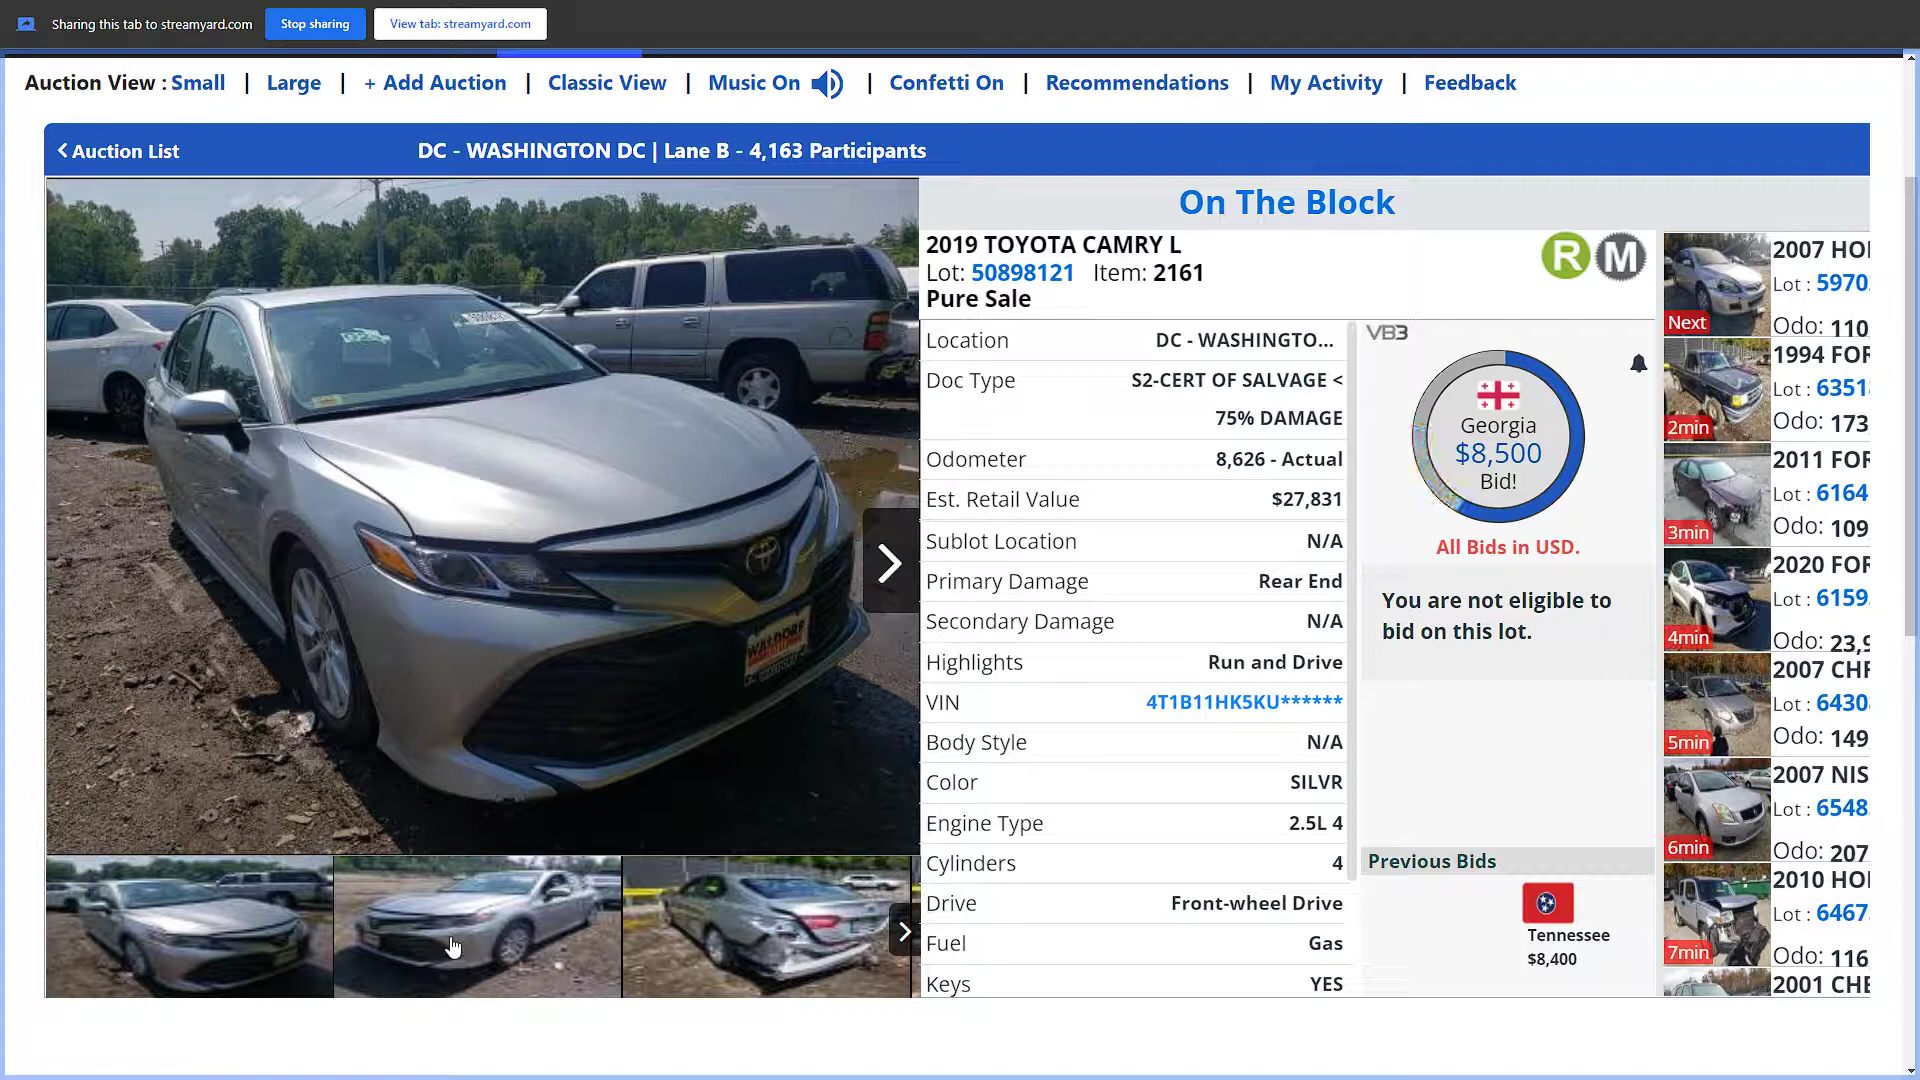 Sharing this tab to streamyard.com
Stop sharing
View tab: streamyard.com
Auction View : Small | Large | + Add Auction | Classic View | Music On | Confetti On | Recommendations | My Activity | Feedback
Auction List
DC - WASHINGTON DC | Lane B - 4,163 Participants
On The Block
2019 TOYOTA CAMRY L
Lot: 50898121 Item: 2161
Pure Sale
R M
Location DC - WASHINGTO...
Doc Type S2-CERT OF SALVAGE <
75% DAMAGE
Odometer 8,626 - Actual
Est. Retail Value $27,831
Sublot Location N/A
Primary Damage Rear End
Secondary Damage N/A
Highlights Run and Drive
VIN 4T1B11HK5KU******
Body Style N/A
Color SILVR
Engine Type 2.5L 4
Cylinders 4
Drive Front-wheel Drive
Fuel Gas
Keys YES
VB3
Georgia
$8,500
Bid!
All Bids in USD.
You are not eligible to
bid on this lot.
Previous Bids
Tennessee
$8,400
Next
2007 HO
Lot : 5970
Odo: 110
2min
1994 FOR
Lot : 6351
Odo: 173
3min
2011 FOR
Lot : 6164
Odo: 109,
4min
2020 FOR
Lot : 6159
Odo: 23,9
5min
2007 CHR
Lot : 6430
Odo: 149
6min
2007 NIS
Lot : 6548
Odo: 207
7min
2010 HO
Lot : 6467
Odo: 116
2001 CHE
WALDORF